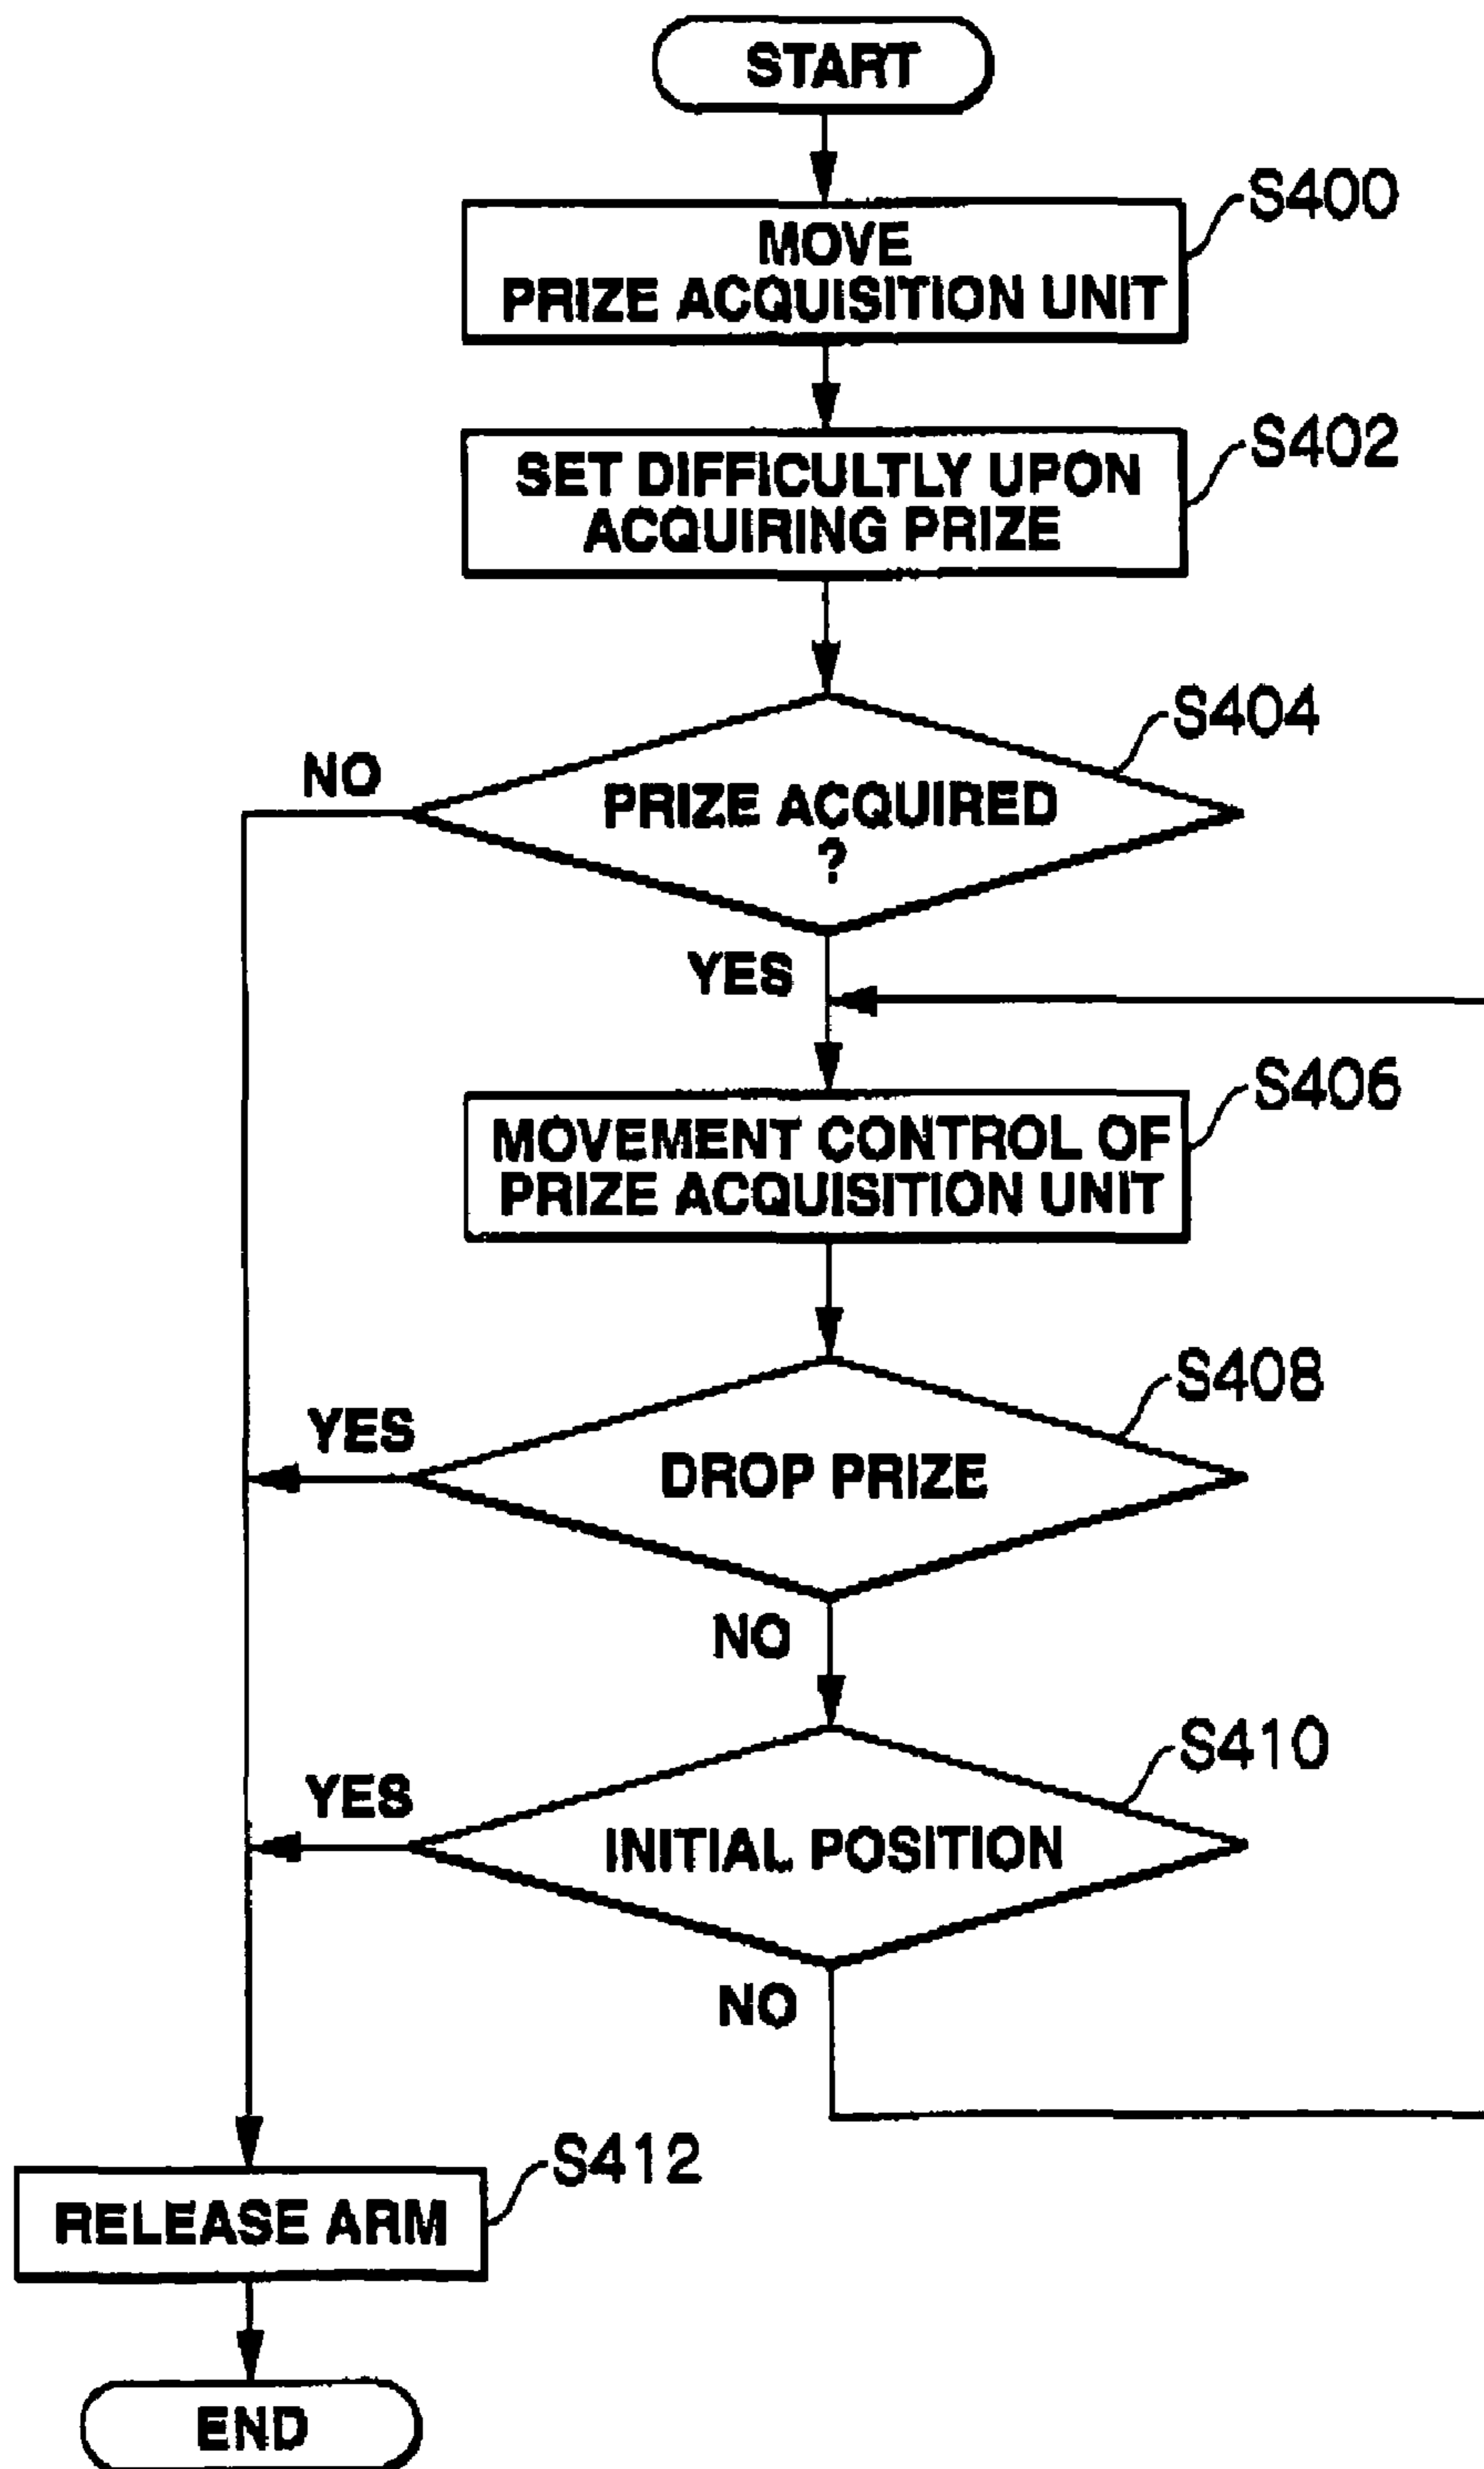 START
S400
MOVE
PRIZE ACQUISITION UNIT
S402
SET DIFFICULTLY UPON
ACQUIRING PRIZE
S404
NO
PRIZE ACQUIRED
?
YES
S406
MOVEMENT CONTROL OF
PRIZE ACQUISITION UNIT
S408
YES
DROP PRIZE
NO
S410
YES
INITIAL POSITION
NO
S412
RELEASE ARM
END